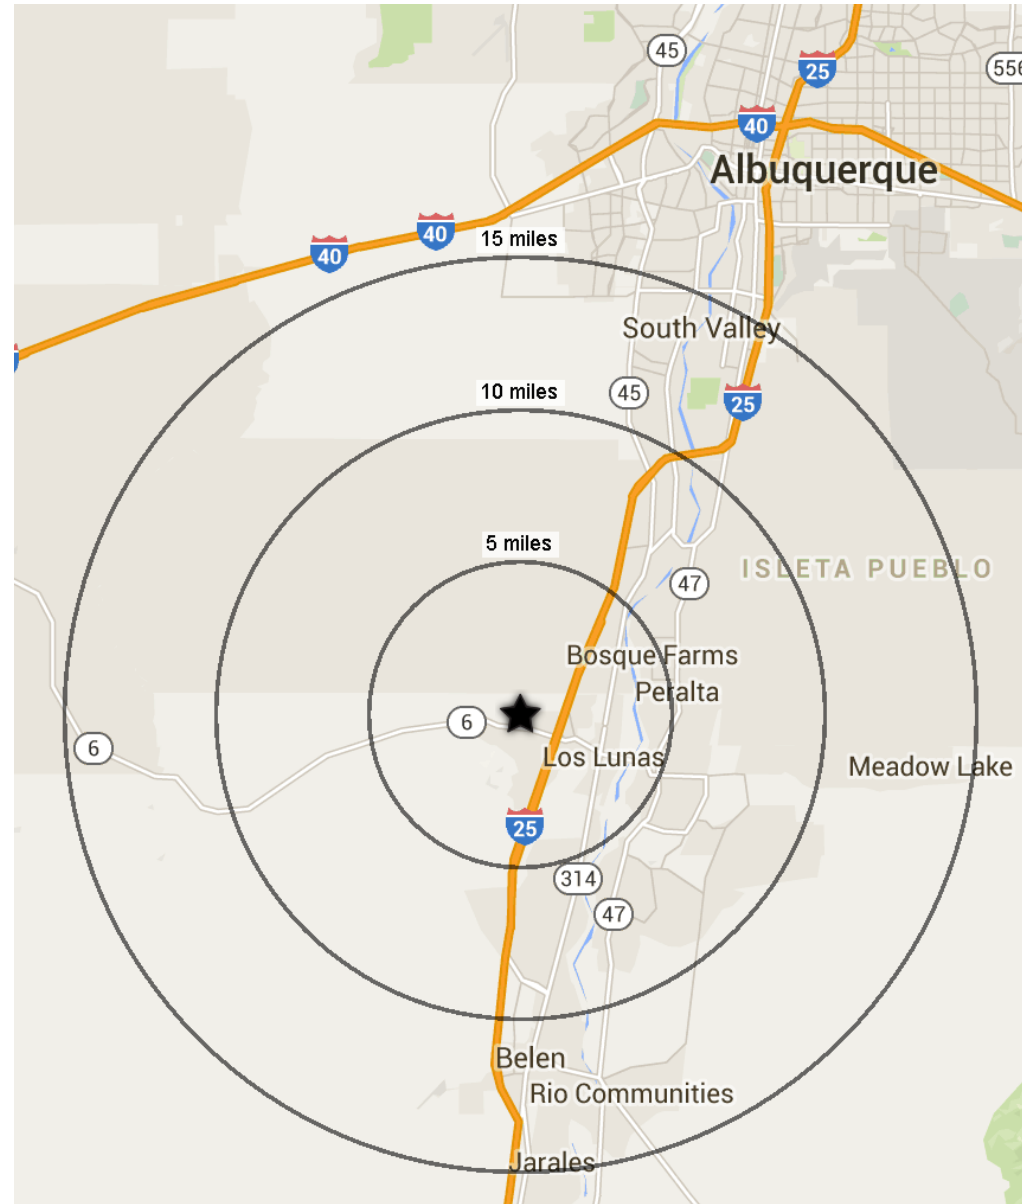 45
25
556
40
Albuquerque
40
40
15 miles
South Valley
10 miles
45
25
5 miles
ISLETA PUEBLO
47
Bosque Farms
Peralta
6
6
Los Lunas
Meadow Lake
25
314
47
Belen
Rio Communities
Jarales